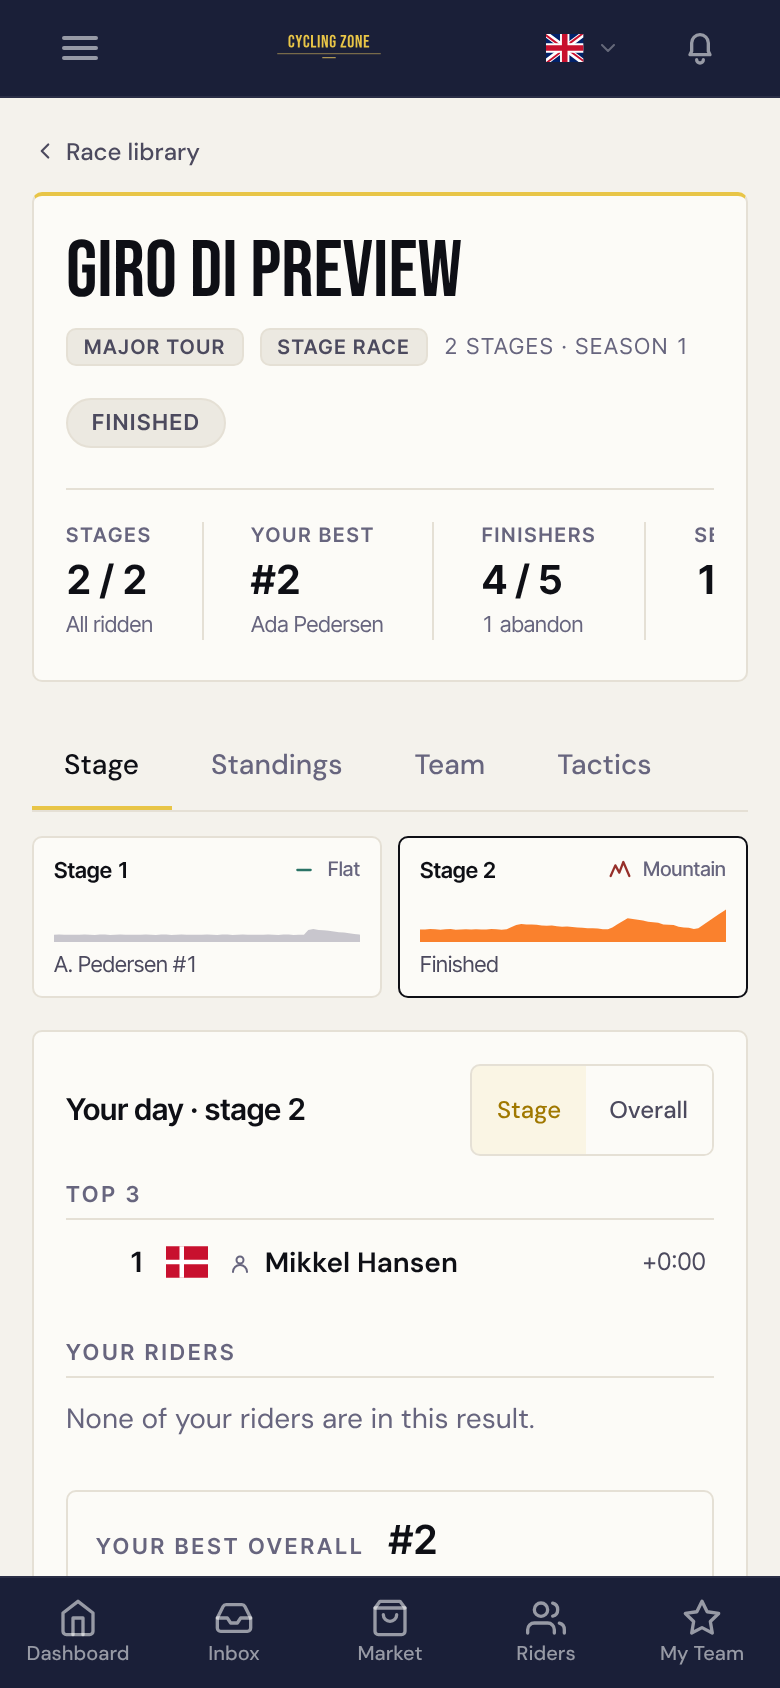 CYCLING ZONE
Race library
GIRO DI PREVIEW
MAJOR TOUR STAGE RACE 2 STAGES · SEASON 1
FINISHED
STAGES YOUR BEST FINISHERS SE
2 / 2 #2 4 / 5 1
All ridden Ada Pedersen 1 abandon
Stage Standings Team Tactics
Stage 1 Flat Stage 2 Mountain
A. Pedersen #1 Finished
Your day · stage 2 Stage Overall
TOP 3
1 Mikkel Hansen +0:00
YOUR RIDERS
None of your riders are in this result.
YOUR BEST OVERALL #2
Dashboard Inbox Market Riders My Team